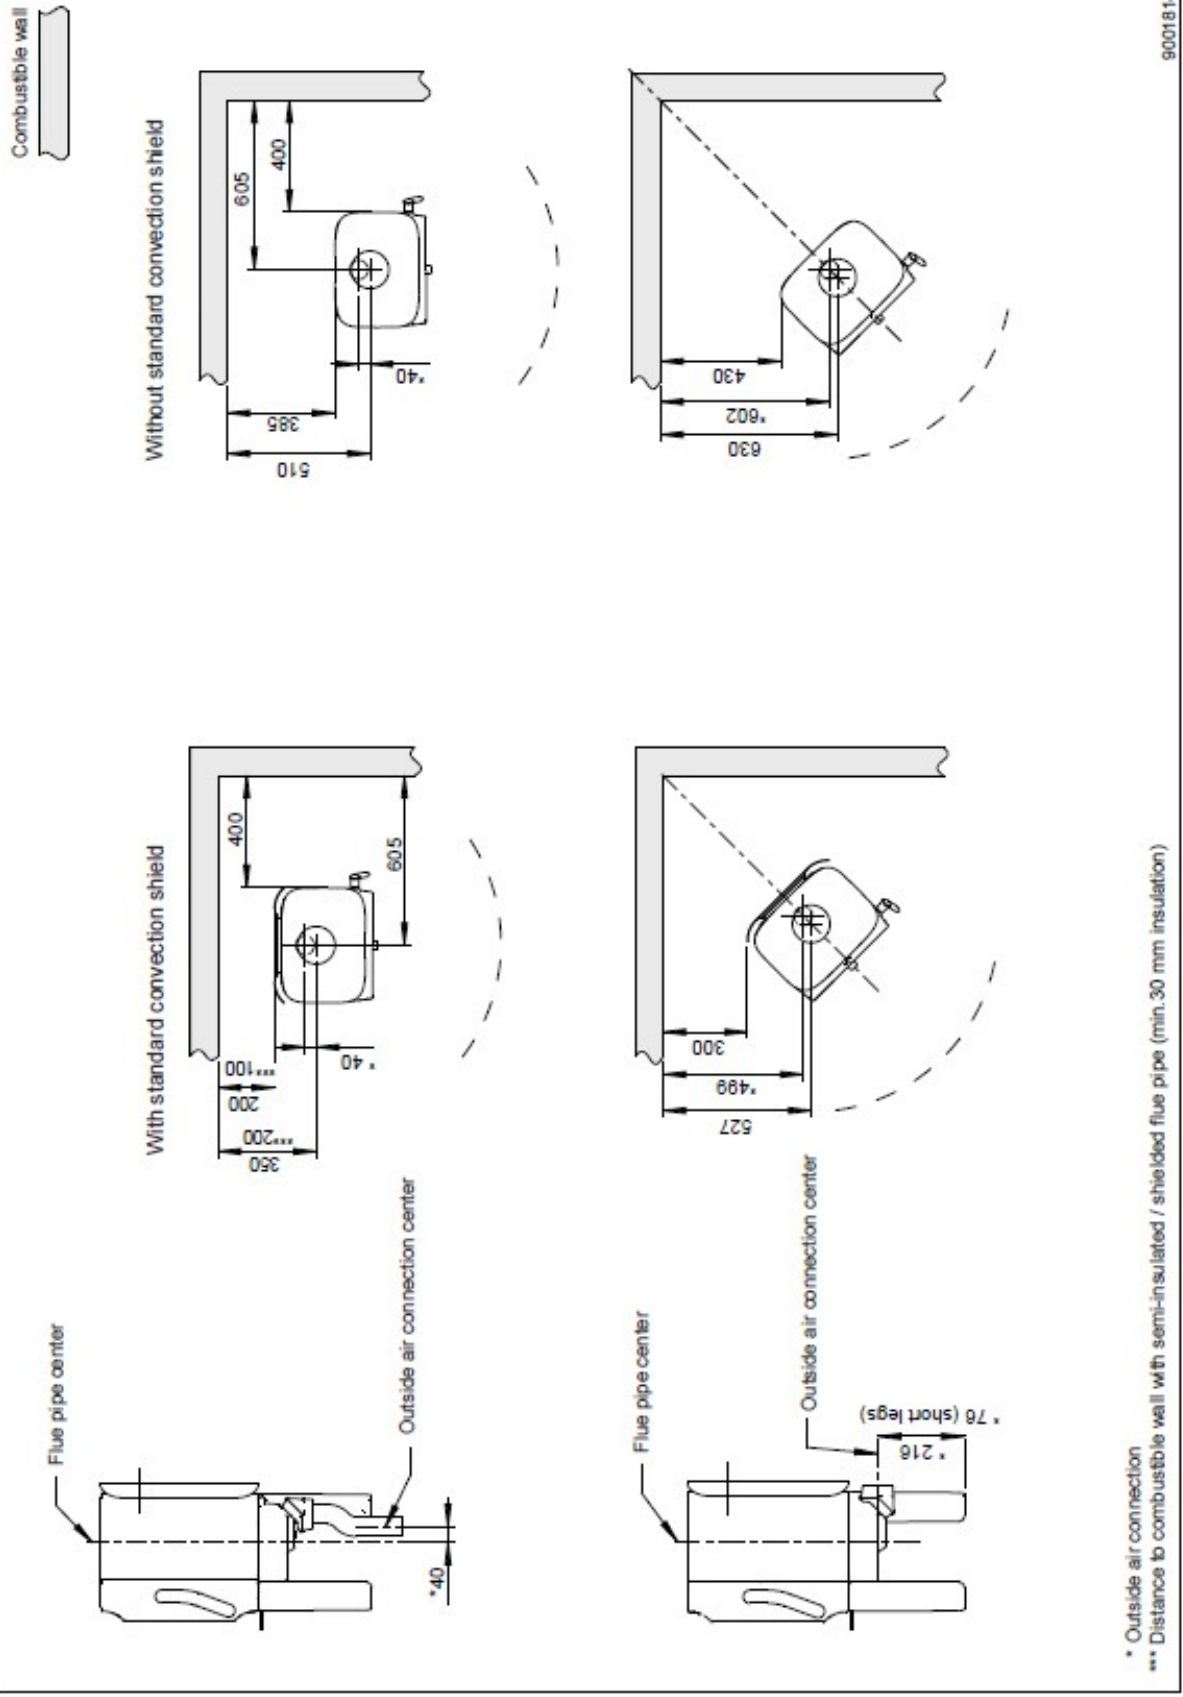 Combustible wall
Without standard convection shield
605
400
*40
385
510
430
*602
630
With standard convection shield
400
605
* 40
***100
200
***200
350
300
*499
527
Flue pipe center
Outside air connection center
*40
Flue pipe center
Outside air connection center
* 216
* 76 (short legs)
* Outside air connection
*** Distance to combustible wall with semi-insulated / shielded flue pipe (min.30 mm insulation)